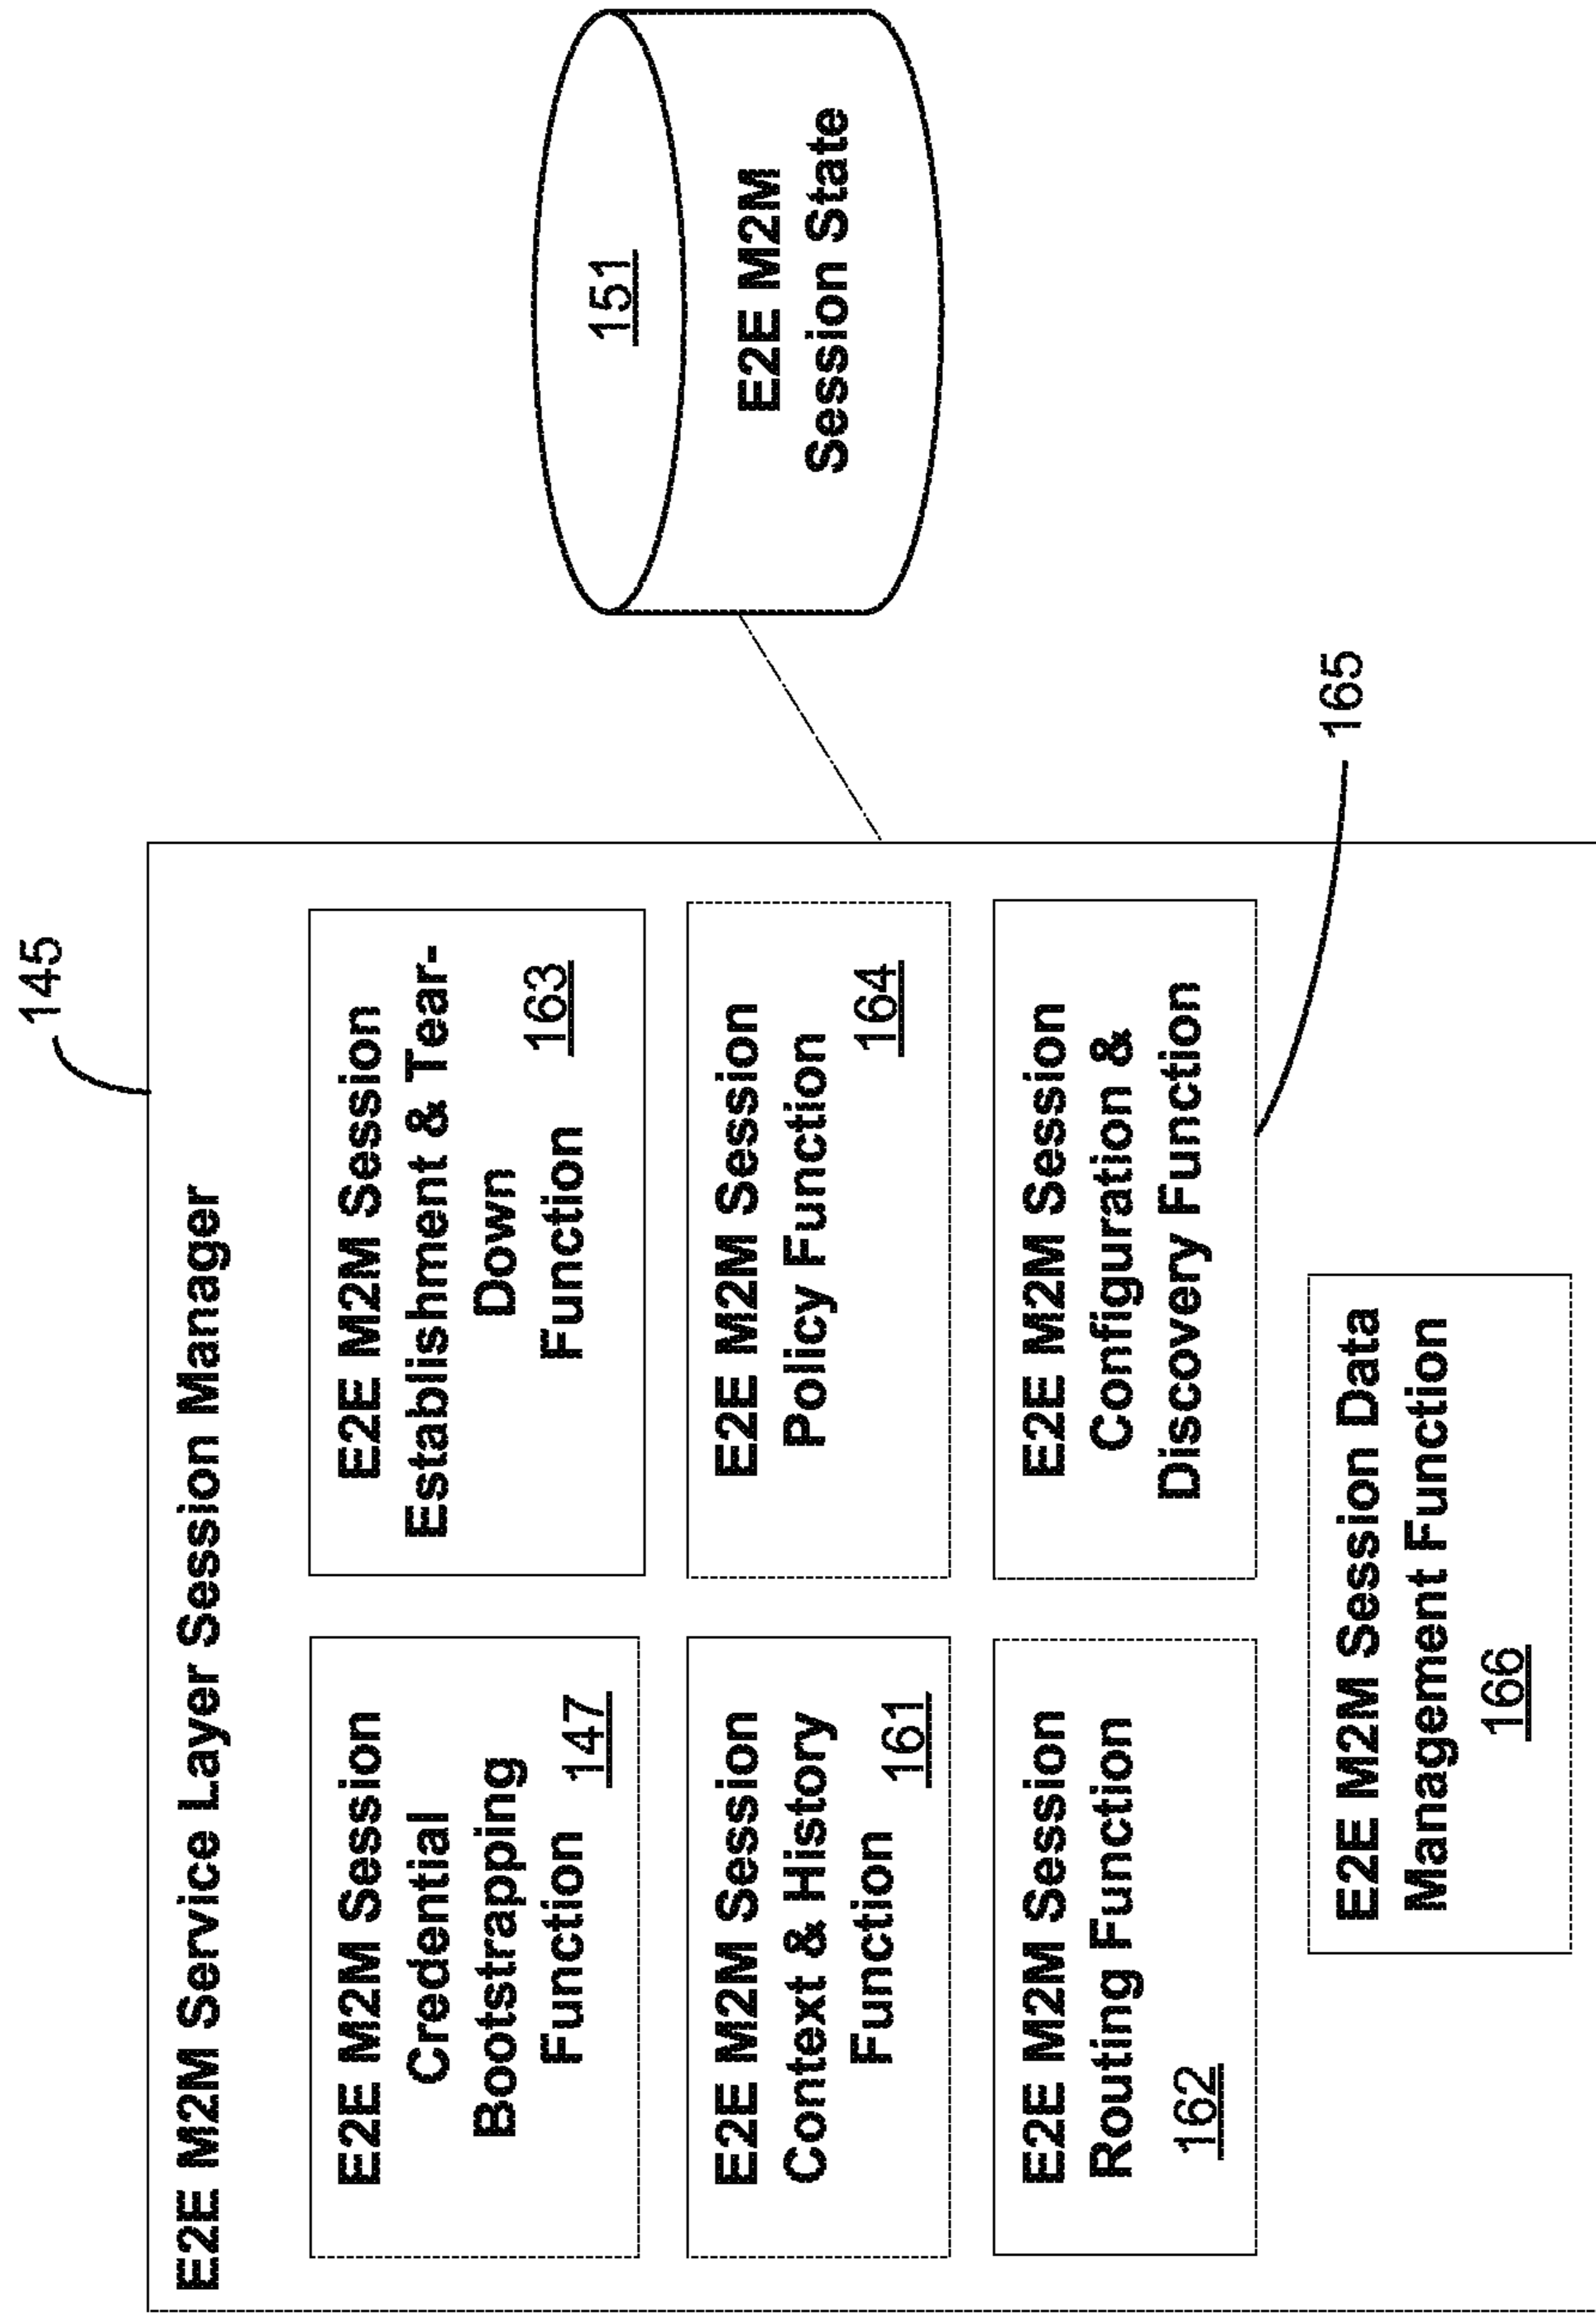 145
E2E M2M Service Layer Session Manager
E2E M2M Session
Credential
Bootstrapping
Function
147
E2E M2M Session
Establishment & Tear-
Down
Function
163
E2E M2M Session
Context & History
Function
161
E2E M2M Session
Policy Function
164
E2E M2M Session
Routing Function
162
E2E M2M Session
Configuration &
Discovery Function
165
E2E M2M Session Data
Management Function
166
151
E2E M2M
Session State